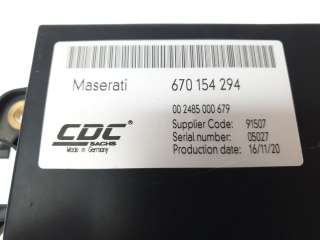 Maserati 670 154 294
00 2485 000 679
CDC
SACHS
Made in Germany
Supplier Code: 91507
Serial number: 05027
Production date: 16/11/20